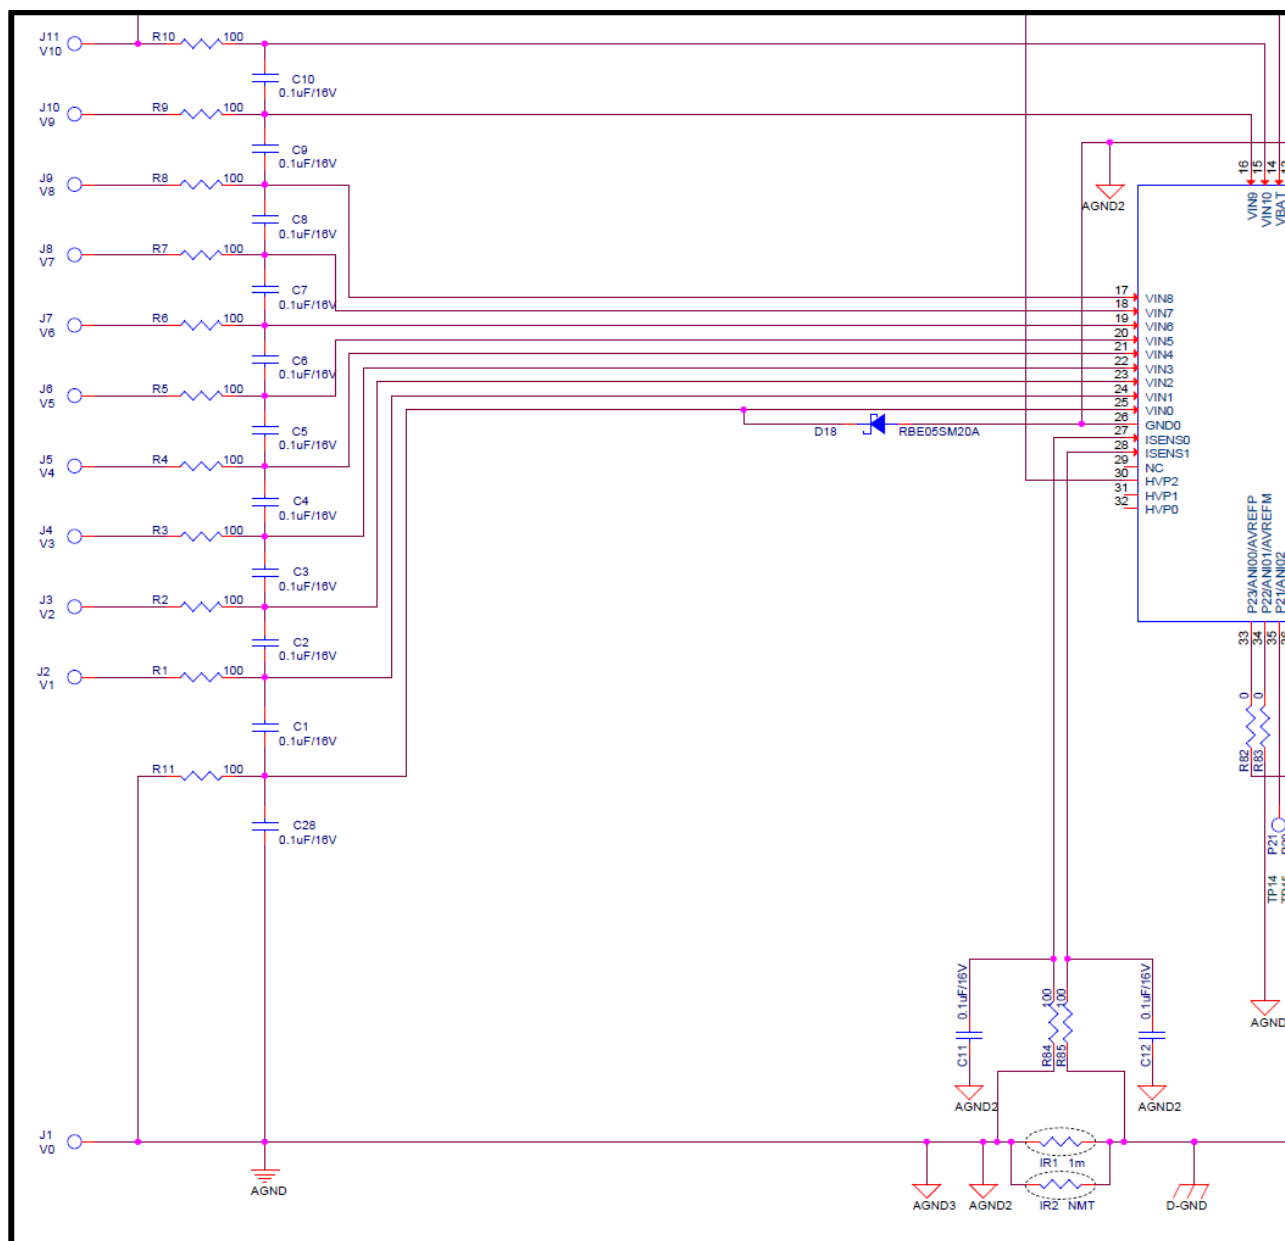 J11
V10
R10
100
C10
0.1uF/16V
J10
V9
R9
100
C9
0.1uF/16V
J9
V8
R8
100
C8
0.1uF/16V
J8
V7
R7
100
C7
0.1uF/16V
J7
V6
R6
100
C6
0.1uF/16V
J6
V5
R5
100
C5
0.1uF/16V
J5
V4
R4
100
C4
0.1uF/16V
J4
V3
R3
100
C3
0.1uF/16V
J3
V2
R2
100
C2
0.1uF/16V
J2
V1
R1
100
C1
0.1uF/16V
R11
100
C28
0.1uF/16V
J1
V0
AGND
D18
RBE05SM20A
AGND2
16
15
14
VIN9
VIN10
VBAT
17
VIN8
18
VIN7
19
VIN6
20
VIN5
21
VIN4
22
VIN3
23
VIN2
24
VIN1
25
VIN0
26
GND0
27
ISENS0
28
ISENS1
29
NC
30
HVP2
31
HVP1
32
HVP0
P23/ANI00/AVREFP
P22/ANI01/AVREFM
P21/ANI02
33
34
35
0
0
R82
R83
P21
TP14
AGND
0.1uF/16V
C11
100
100
R84
R85
0.1uF/16V
C12
AGND2
AGND2
IR1 1m
IR2 NMT
AGND3
AGND2
D-GND